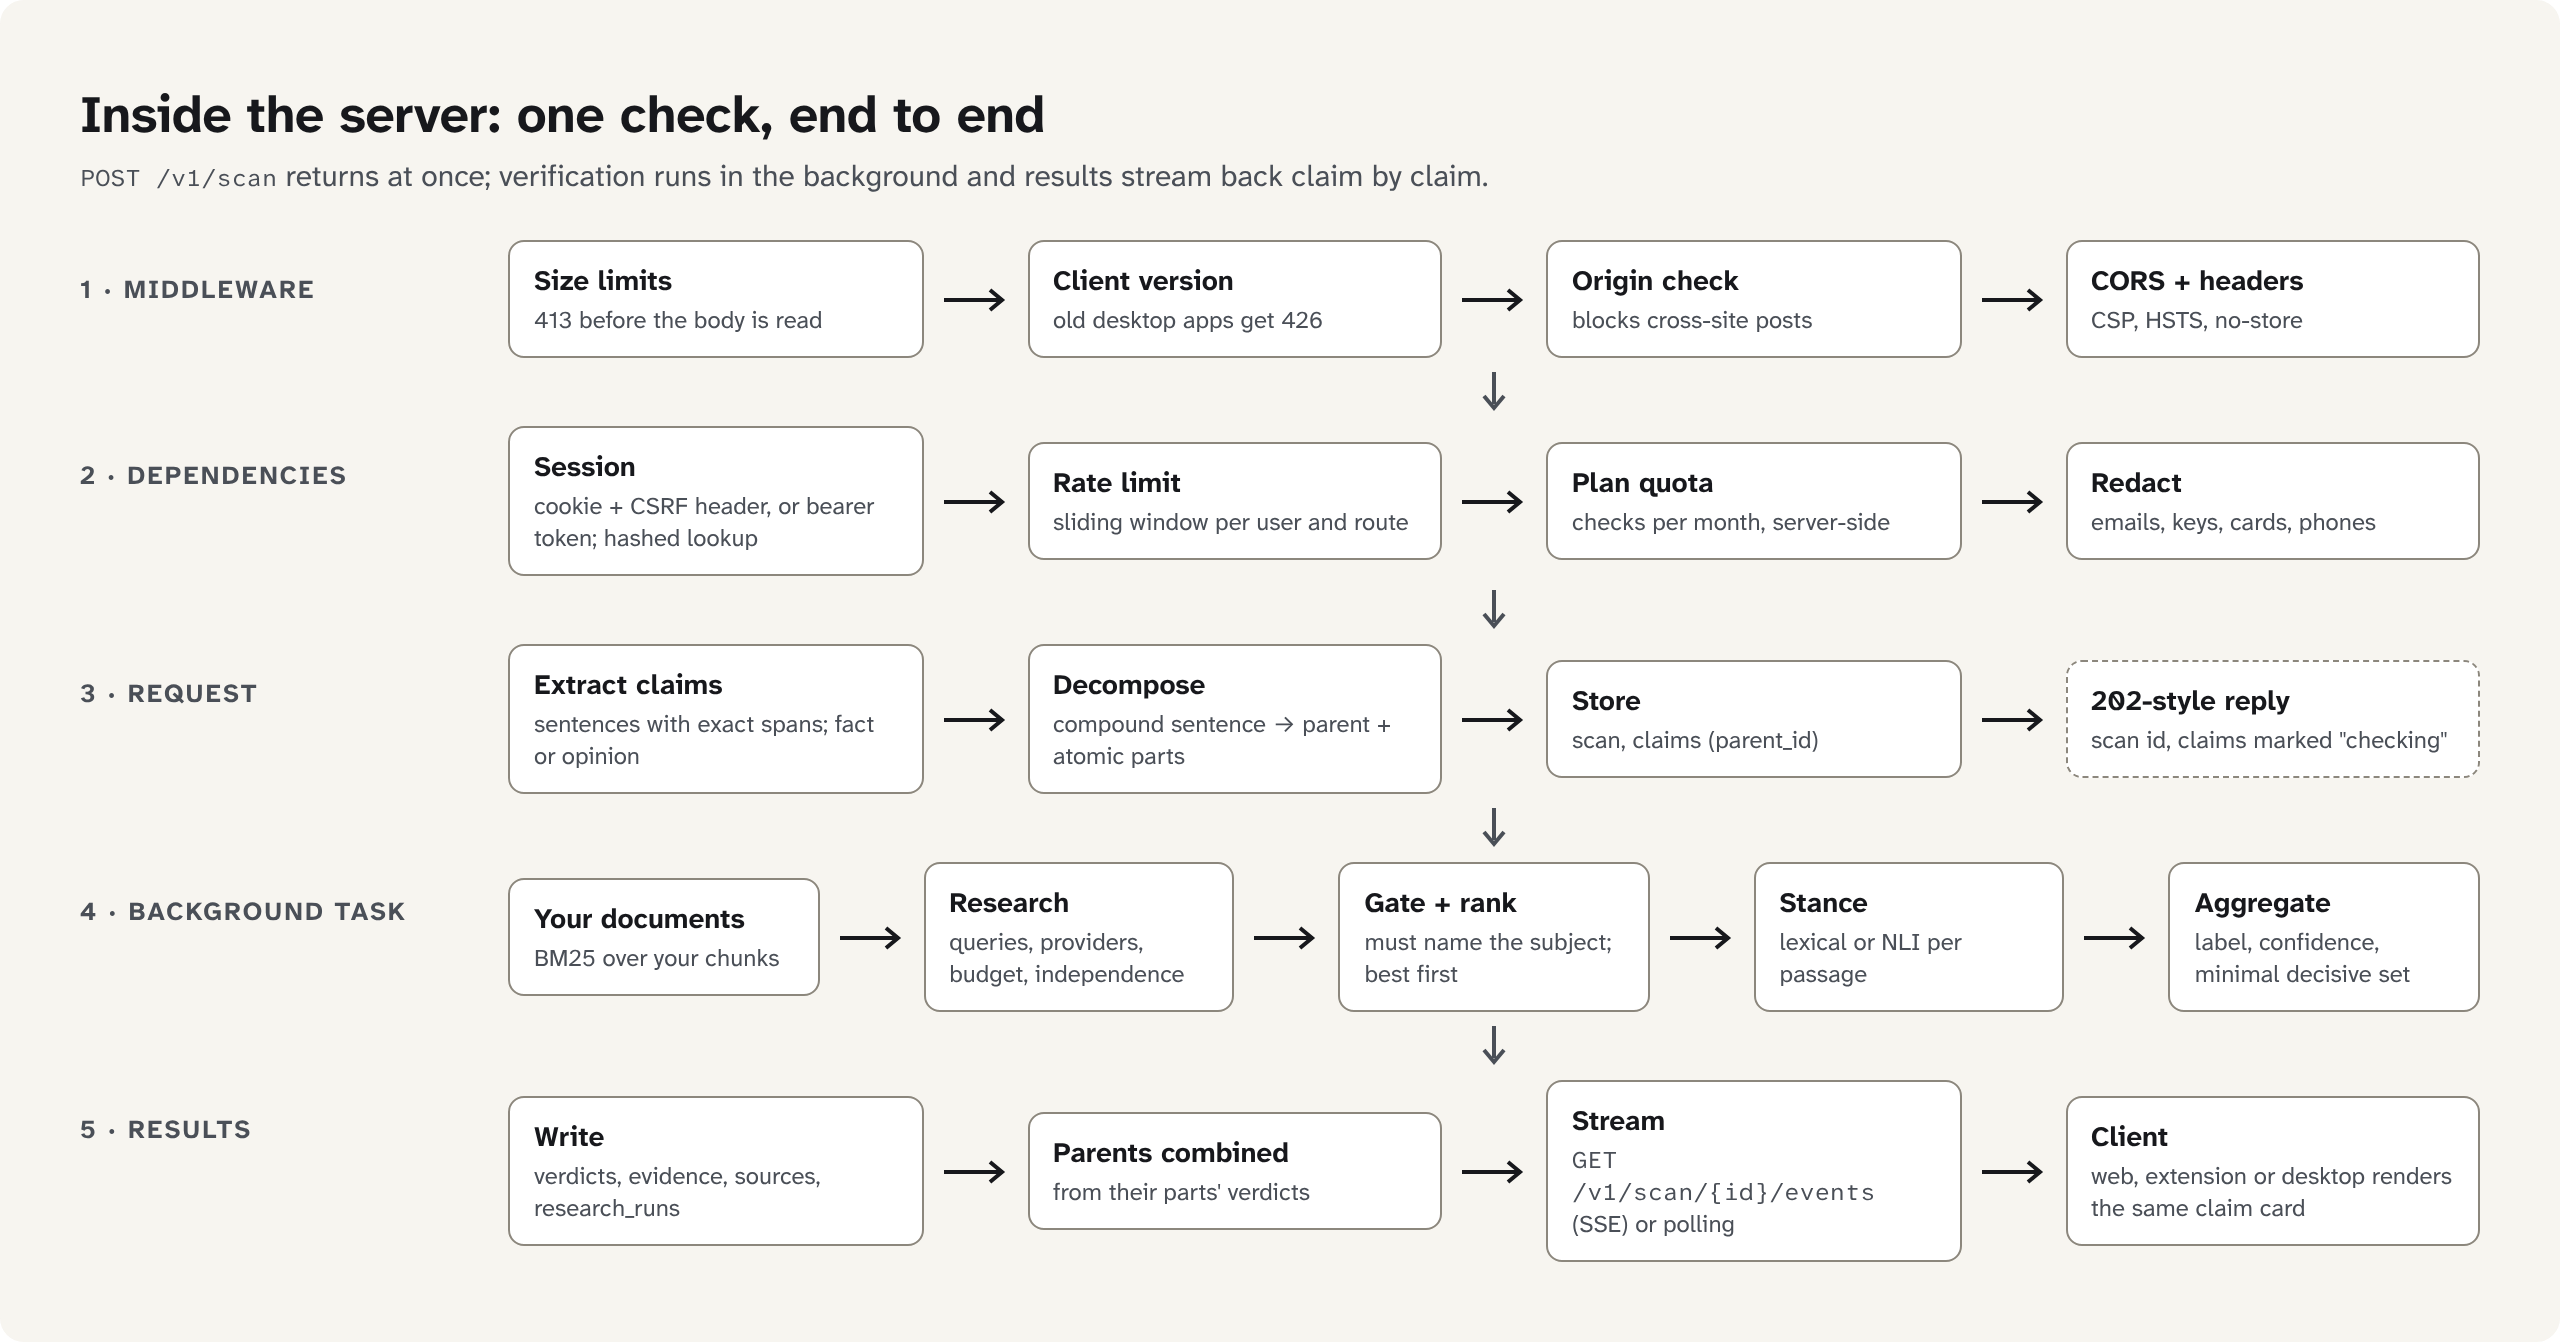 Inside the server: one check, end to end
POST /v1/scan returns at once; verification runs in the background and results stream back claim by claim.
1 · MIDDLEWARE
Size limits
413 before the body is read
Client version
old desktop apps get 426
Origin check
blocks cross-site posts
CORS + headers
CSP, HSTS, no-store
2 · DEPENDENCIES
Session
cookie + CSRF header, or bearer
token; hashed lookup
Rate limit
sliding window per user and route
Plan quota
checks per month, server-side
Redact
emails, keys, cards, phones
3 · REQUEST
Extract claims
sentences with exact spans; fact
or opinion
Decompose
compound sentence → parent +
atomic parts
Store
scan, claims (parent_id)
202-style reply
scan id, claims marked "checking"
4 · BACKGROUND TASK
Your documents
BM25 over your chunks
Research
queries, providers,
budget, independence
Gate + rank
must name the subject;
best first
Stance
lexical or NLI per
passage
Aggregate
label, confidence,
minimal decisive set
5 · RESULTS
Write
verdicts, evidence, sources,
research_runs
Parents combined
from their parts' verdicts
Stream
GET
/v1/scan/{id}/events
(SSE) or polling
Client
web, extension or desktop renders
the same claim card